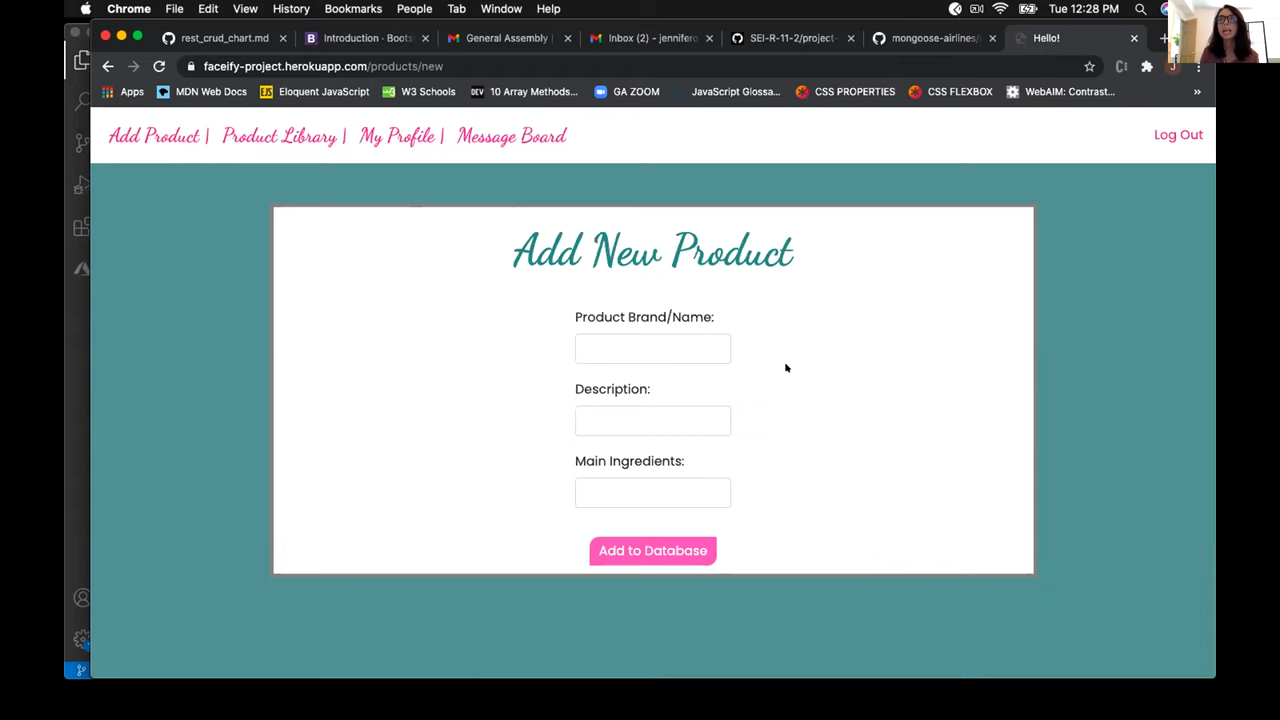 Chrome File Edit View History Bookmarks People Tab Window Help Tue 12:28 PM
rest_crud_chart.md Introduction · Boots General Assembly Inbox (2) – jennifero SEI-R-11-2/project- mongoose-airlines/ Hello!
faceify-project.herokuapp.com/products/new
Apps MDN Web Docs Eloquent JavaScript W3 Schools 10 Array Methods... GA ZOOM JavaScript Glossa... CSS PROPERTIES CSS FLEXBOX WebAIM: Contrast... »
Add Product | Product Library | My Profile | Message Board Log Out
Add New Product
Product Brand/Name:
Description:
Main Ingredients:
Add to Database